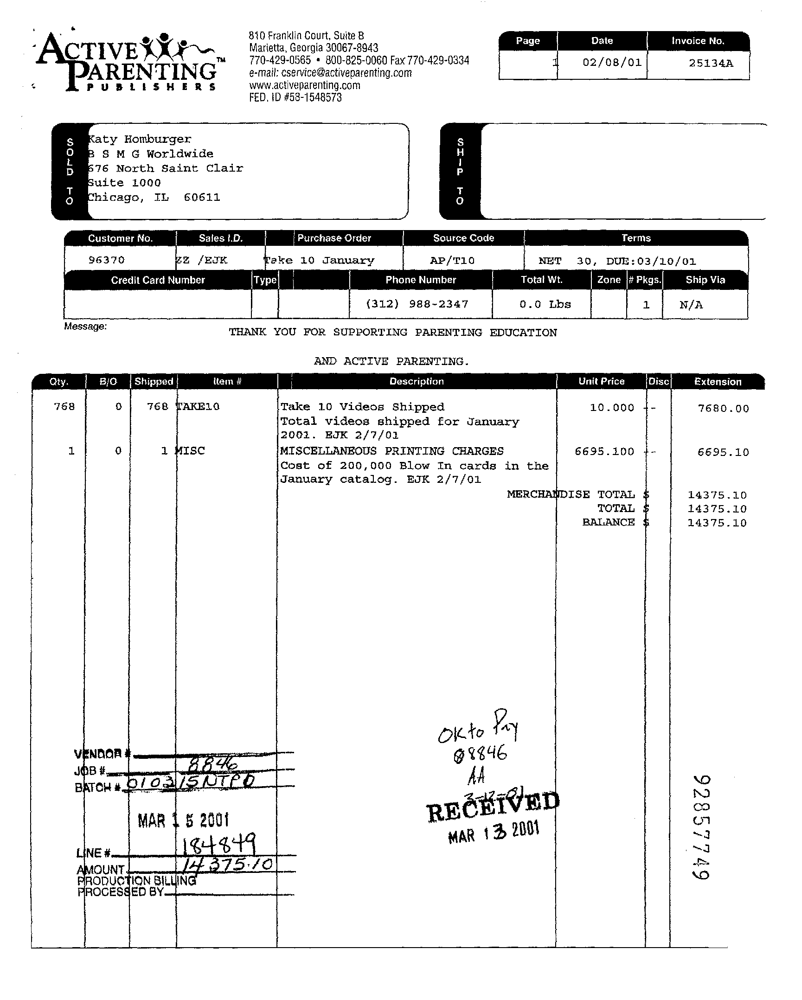 ACTIVE PARENTING™ PUBLISHERS
810 Franklin Court, Suite B
Marietta, Georgia 30067-8943
770-429-0565 • 800-825-0060 Fax 770-429-0334
e-mail: cservice@activeparenting.com
www.activeparenting.com
FED. ID #58-1548573
Page Date Invoice No.
1 02/08/01 25134A
SOLD TO
Katy Homburger
B S M G Worldwide
676 North Saint Clair
Suite 1000
Chicago, IL 60611
SHIP TO
Customer No. Sales I.D. Purchase Order Source Code Terms
96370 ZZ /EJK Take 10 January AP/T10 NET 30, DUE:03/10/01
Credit Card Number Type Phone Number Total Wt. Zone # Pkgs. Ship Via
(312) 988-2347 0.0 Lbs 1 N/A
Message:
THANK YOU FOR SUPPORTING PARENTING EDUCATION
AND ACTIVE PARENTING.
Qty. B/O Shipped Item # Description Unit Price Disc Extension
768 0 768 TAKE10 Take 10 Videos Shipped 10.000 -- 7680.00
Total videos shipped for January
2001. EJK 2/7/01
1 0 1 MISC MISCELLANEOUS PRINTING CHARGES 6695.100 -- 6695.10
Cost of 200,000 Blow In cards in the
January catalog. EJK 2/7/01
MERCHANDISE TOTAL $ 14375.10
TOTAL $ 14375.10
BALANCE $ 14375.10
OK to Pay
08846
AA
3-12-01
RECEIVED
MAR 13 2001
VENDOR #
JOB # 8846
BATCH # 010315NTPD
MAR 15 2001
LINE # 184849
AMOUNT 14375.10
PRODUCTION BILLING
PROCESSED BY
92857749